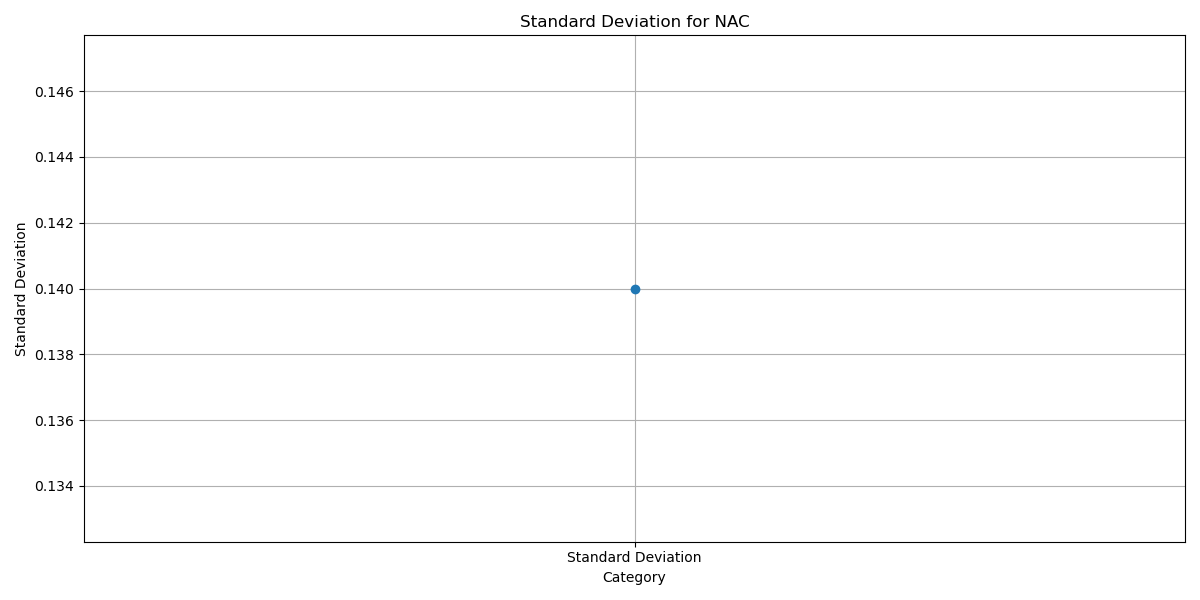 Standard Deviation for NAC
0.146
0.144
0.142
0.140
0.138
0.136
0.134
Standard Deviation
Standard Deviation
Category